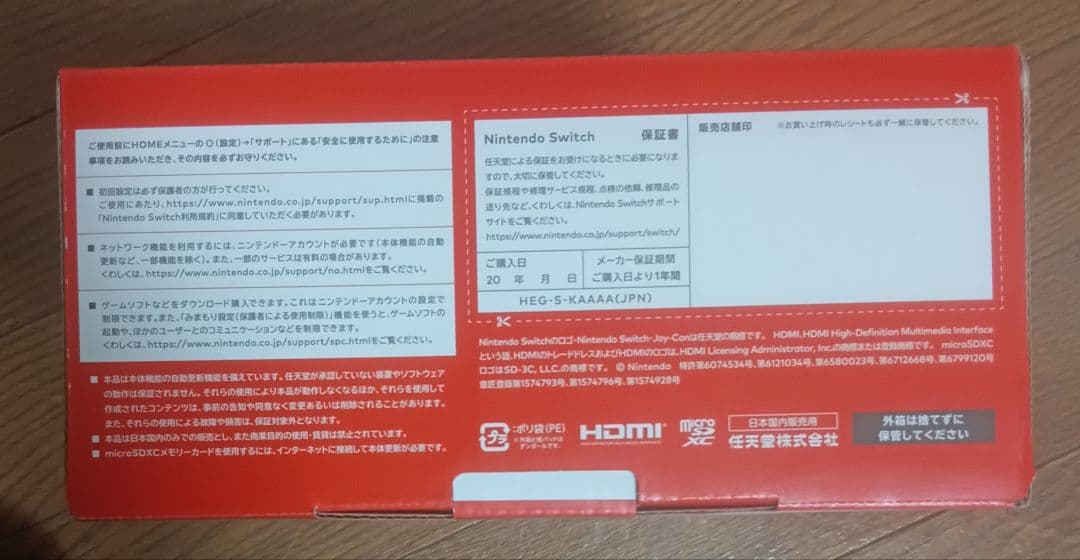 ご使用前にHOMEメニューの(設定)→「サポート」にある「安全に使用するために」の注意
事項をお読みいただき、その内容を必ずお守りください。
■ 初回設定は必ず保護者の方が行ってください。
ご使用にあたり、https://www.nintendo.co.jp/support/sup.htmlに掲載の
「Nintendo Switch利用規約」に同意していただく必要があります。
■ ネットワーク機能を利用するには、ニンテンドーアカウントが必要です(本体機能の自動
更新など、一部機能を除く)。また、一部のサービスは有料の場合があります。
くわしくは、https://www.nintendo.co.jp/support/na.htmlをご覧ください。
■ ゲームソフトなどをダウンロード購入できます。これはニンテンドーアカウントの設定で
制限できます。また、「みまもり設定(保護者による使用制限)」機能を使うと、ゲームソフトの
起動や、ほかのユーザーとのコミュニケーションなどを制限できます。
くわしくは、https://www.nintendo.co.jp/support/spc.htmlをご覧ください。
■ 本品は本体機能の自動更新機能を備えています。任天堂が承認していない装置やソフトウェア
の動作は保証されません。それらの使用により本品が動作しなくなるほか、それらを使用して
作成されたコンテンツは、事前の告知や同意なく変更あるいは削除されることがあります。
また、それらの使用による故障や損害は、保証対象外となります。
■ 本品は日本国内のみでの販売とし、また商業目的の使用・賃貸は禁止されています。
■ microSDXCメモリーカードを使用するには、インターネットに接続して本体更新が必要です。
Nintendo Switch 保証書
任天堂による保証をお受けになるときに必要になりま
すので、大切に保管してください。
保証規程や修理サービス規程、点検の依頼、修理品の
送り先など、くわしくは、Nintendo Switchサポート
サイトをご覧ください。
https://www.nintendo.co.jp/support/switch/
ご購入日
20 年 月 日
メーカー保証期間
ご購入日より1年間
HEG-S-KAAAA(JPN)
販売店舗印 ※お買い上げ時のレシートも必ず一緒に保管してください。
Nintendo Switchのロゴ・Nintendo Switch・Joy-Conは任天堂の商標です。 HDMI、HDMI High-Definition Multimedia Interface
という語、HDMIのトレードドレスおよびHDMIのロゴは、HDMI Licensing Administrator, Inc.の商標または登録商標です。 microSDXC
ロゴはSD-3C, LLC.の商標です。 © Nintendo 特許第6074534号、第6121034号、第6580023号、第6712668号、第6799120号
意匠登録第1574793号、第1574796号、第1574928号
プラ
:ポリ袋(PE)
※外箱と格パッドは
ダンボールです。
HDMI
micro SD XC
日本国内販売用
任天堂株式会社
外箱は捨てずに
保管してください